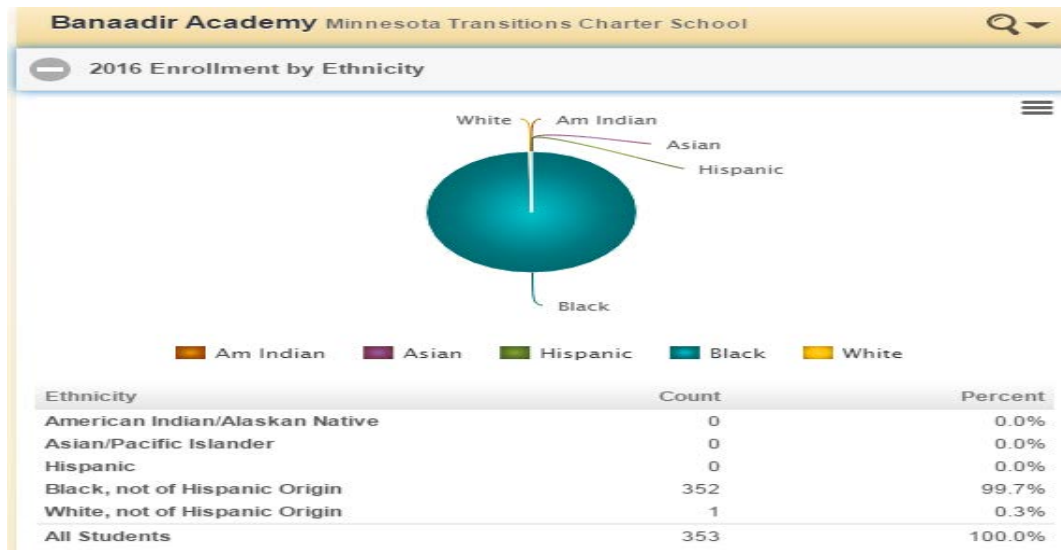 Banaadir Academy Minnesota Transitions Charter School
2016 Enrollment by Ethnicity
White Am Indian
Asian
Hispanic
Black
Am Indian Asian Hispanic Black White
Ethnicity Count Percent
American Indian/Alaskan Native 0 0.0%
Asian/Pacific Islander 0 0.0%
Hispanic 0 0.0%
Black, not of Hispanic Origin 352 99.7%
White, not of Hispanic Origin 1 0.3%
All Students 353 100.0%